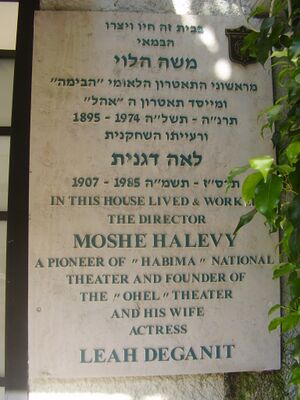 בבית זה חיו ויצרו
הבמאי
משה הלוי
מראשוני התאטרון הלאומי "הבימה"
ומייסד תאטרון ה "אהל"
תרנ"ה - תשל"ה 1974 - 1895
ורעייתו השחקנית
לאה דגנית
תרס"ז - תשמ"ה 1985 - 1907
IN THIS HOUSE LIVED & WORKED
THE DIRECTOR
MOSHE HALEVY
A PIONEER OF "HABIMA" NATIONAL
THEATER AND FOUNDER OF
THE "OHEL" THEATER
AND HIS WIFE
ACTRESS
LEAH DEGANIT